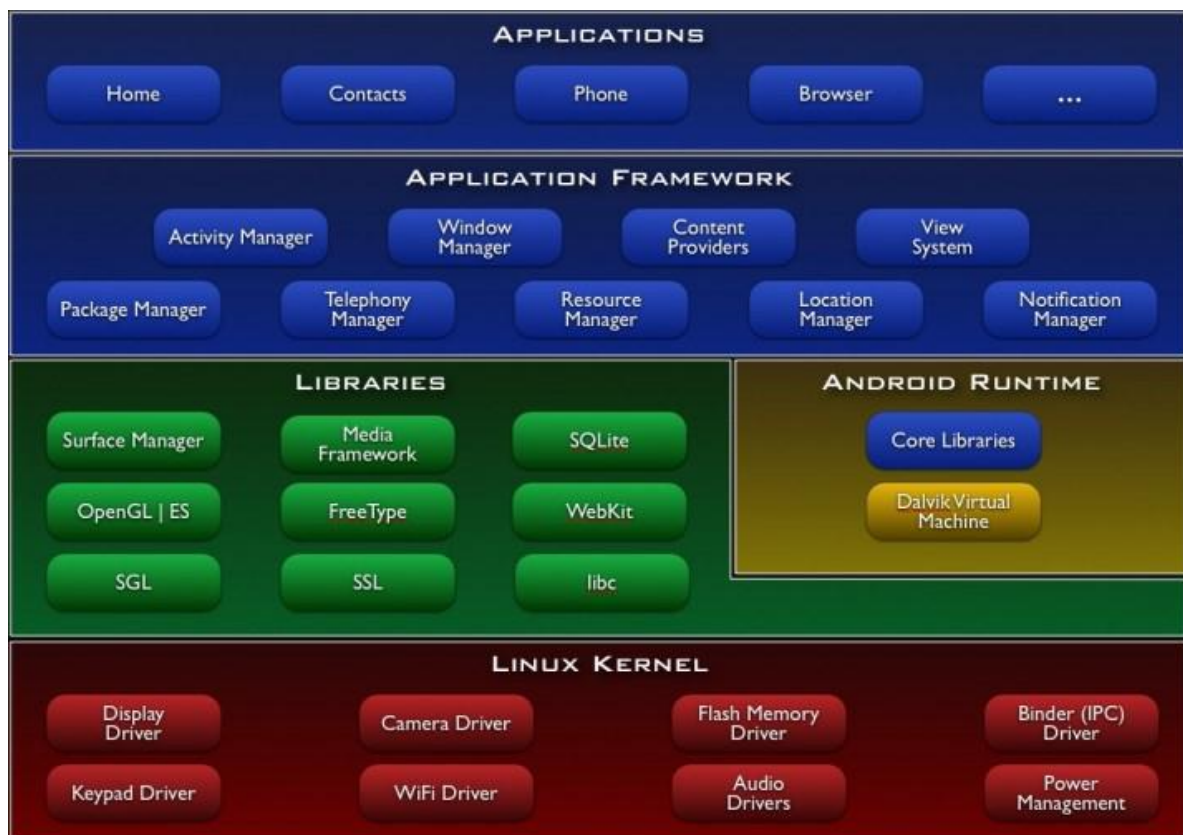 APPLICATIONS
Home
Contacts
Phone
Browser
...
APPLICATION FRAMEWORK
Activity Manager
Window
Manager
Content
Providers
View
System
Package Manager
Telephony
Manager
Resource
Manager
Location
Manager
Notification
Manager
LIBRARIES
Surface Manager
Media
Framework
SQLite
OpenGL | ES
FreeType
WebKit
SGL
SSL
libc
ANDROID RUNTIME
Core Libraries
Dalvik Virtual
Machine
LINUX KERNEL
Display
Driver
Camera Driver
Flash Memory
Driver
Binder (IPC)
Driver
Keypad Driver
WiFi Driver
Audio
Drivers
Power
Management